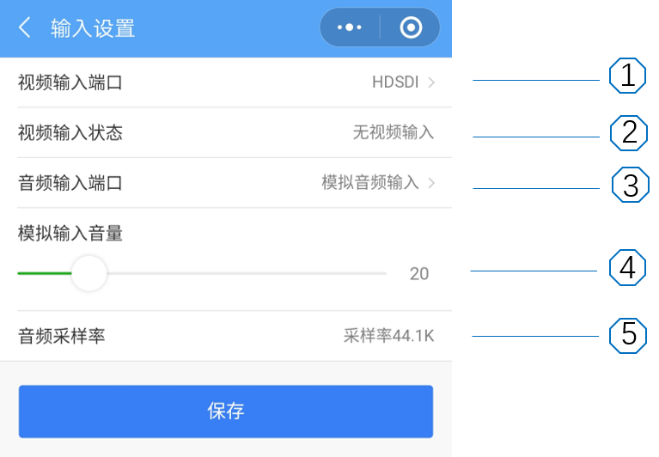 输入设置
视频输入端口 HDSDI
1
视频输入状态 无视频输入
2
音频输入端口 模拟音频输入
3
模拟输入音量
20
4
音频采样率 采样率44.1K
5
保存